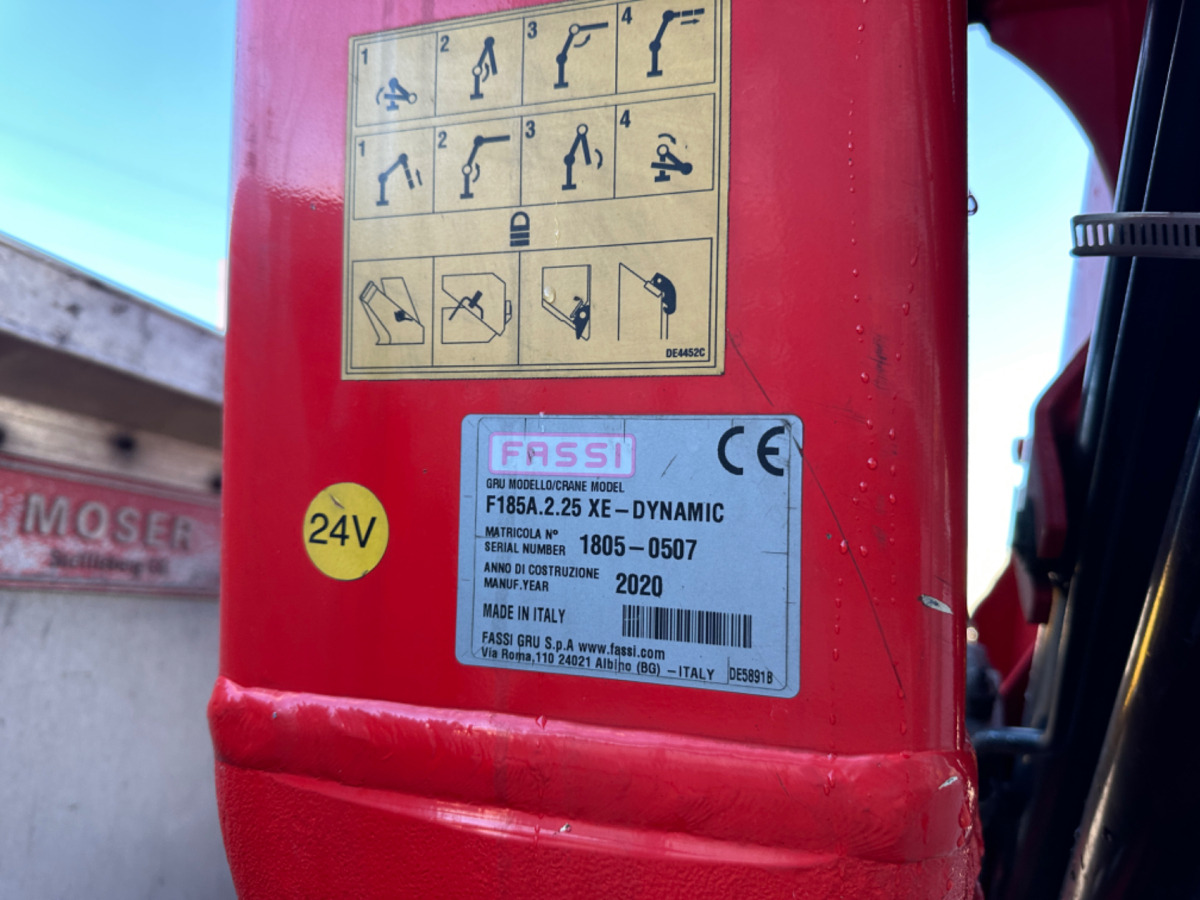 1 2 3 4
1 2 3 4
DE4452C
FASSI
CE
GRU MODELLO/CRANE MODEL
F185A.2.25 XE-DYNAMIC
MATRICOLA N°
SERIAL NUMBER 1805-0507
ANNO DI COSTRUZIONE
MANUF.YEAR 2020
MADE IN ITALY
FASSI GRU S.p.A www.fassi.com
Via Roma,110 24021 Albino (BG) -ITALY
DE5891B
24V
MOSER